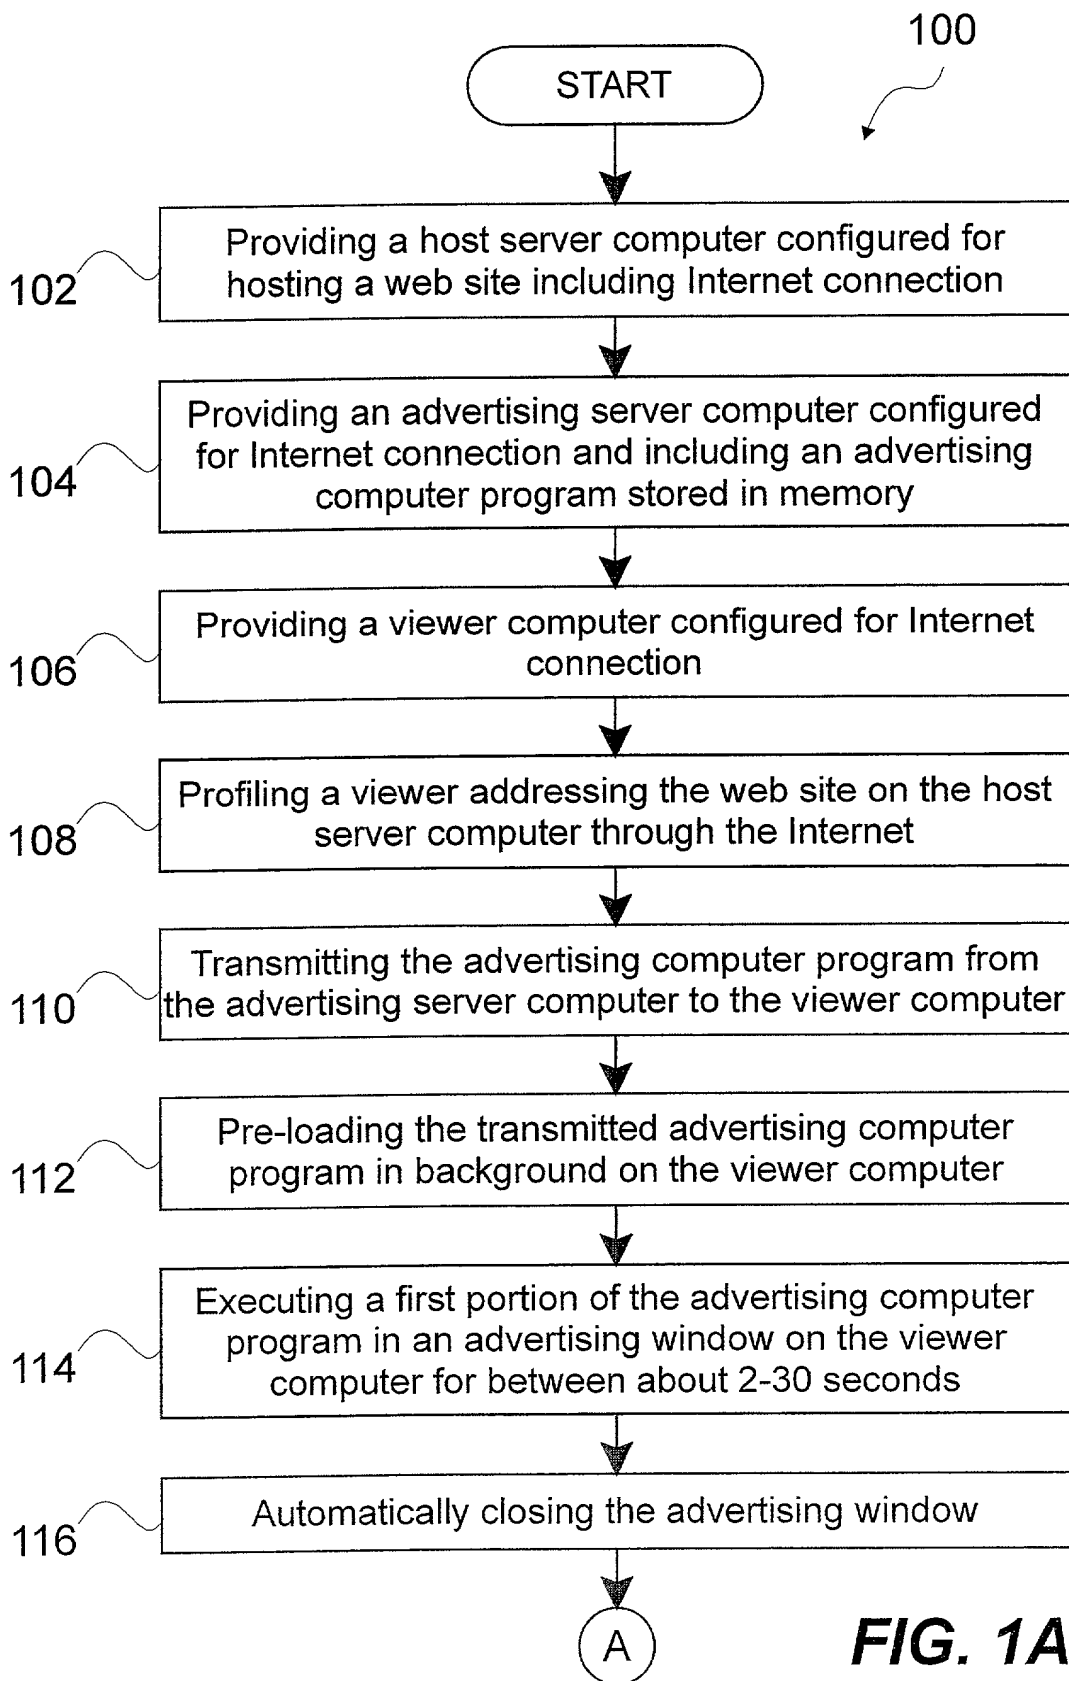 100
START
102
Providing a host server computer configured for
hosting a web site including Internet connection
104
Providing an advertising server computer configured
for Internet connection and including an advertising
computer program stored in memory
106
Providing a viewer computer configured for Internet
connection
108
Profiling a viewer addressing the web site on the host
server computer through the Internet
110
Transmitting the advertising computer program from
the advertising server computer to the viewer computer
112
Pre-loading the transmitted advertising computer
program in background on the viewer computer
114
Executing a first portion of the advertising computer
program in an advertising window on the viewer
computer for between about 2-30 seconds
116
Automatically closing the advertising window
A
FIG. 1A